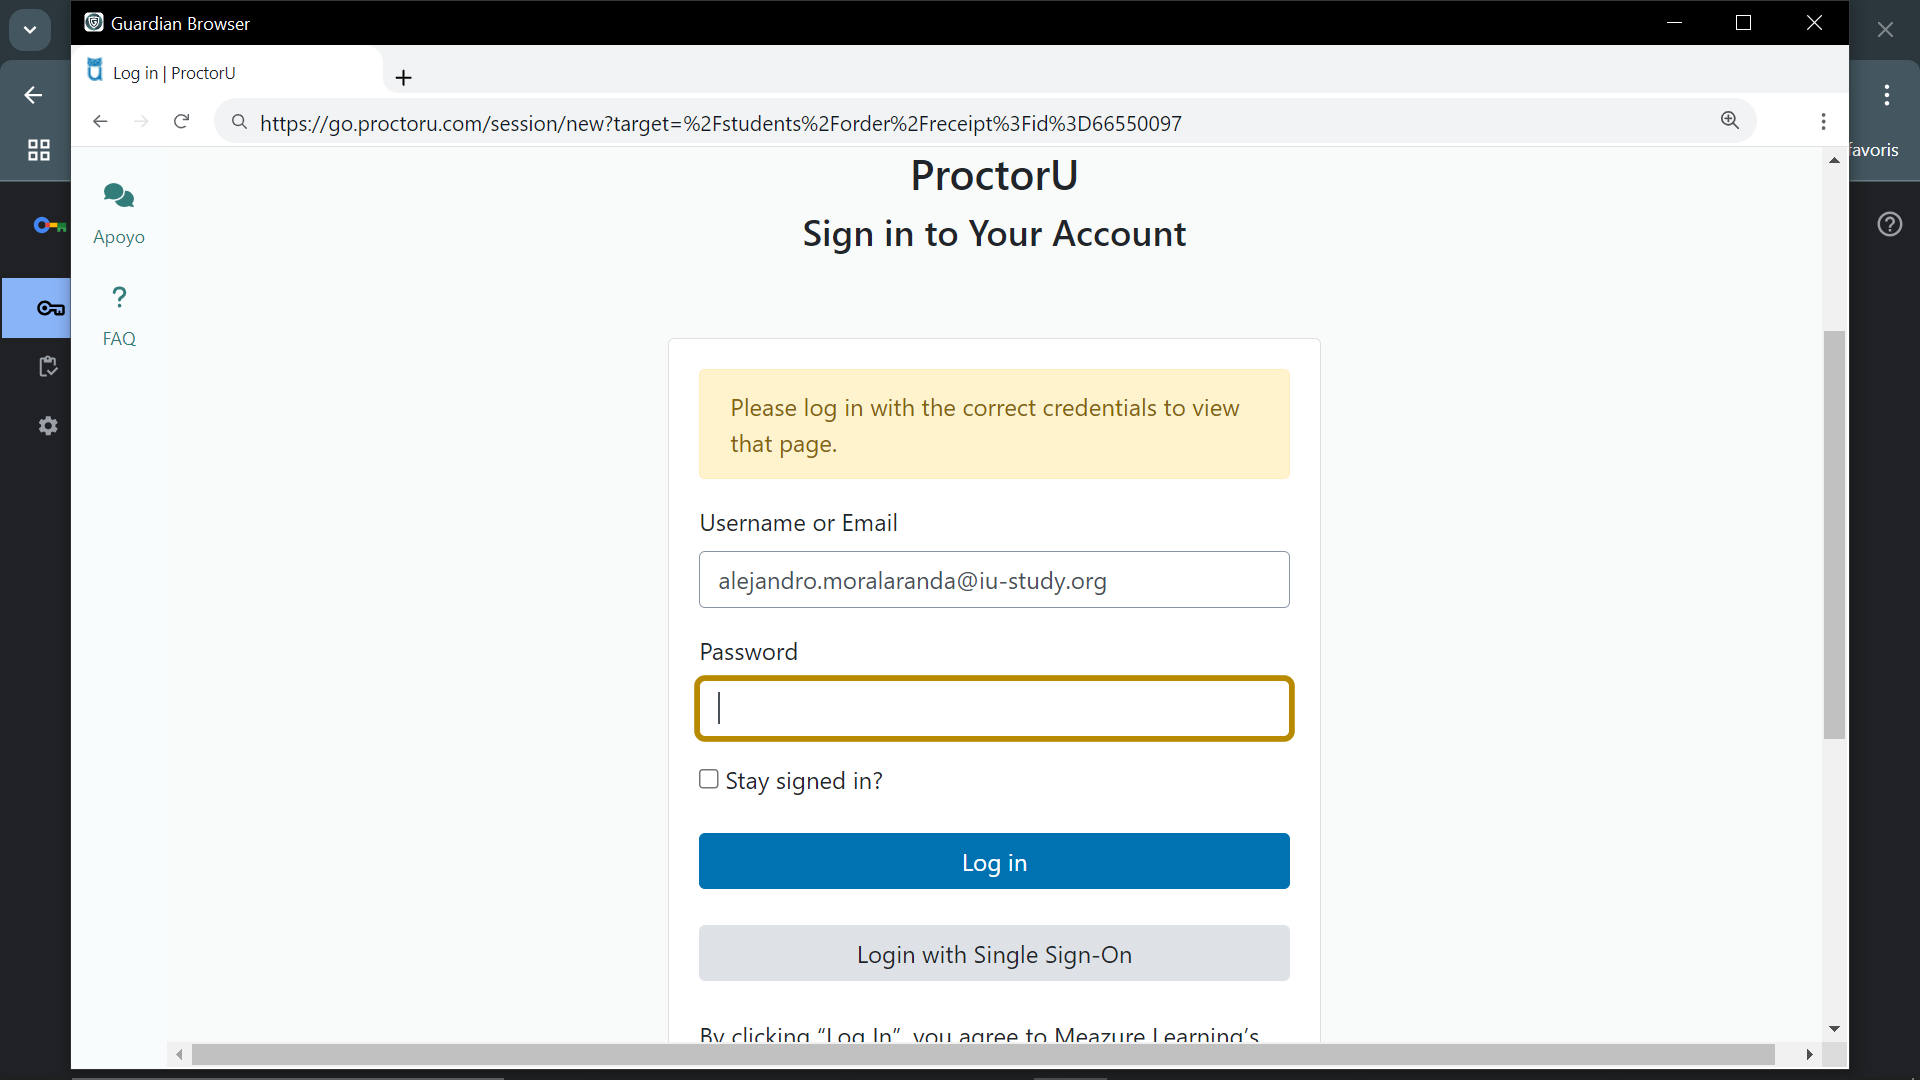 Guardian Browser
Log in | ProctorU
https://go.proctoru.com/session/new?target=%2Fstudents%2Forder%2Freceipt%3Fid%3D66550097
favoris
Apoyo
FAQ
ProctorU
Sign in to Your Account
Please log in with the correct credentials to view
that page.
Username or Email
alejandro.moralaranda@iu-study.org
Password
Stay signed in?
Log in
Login with Single Sign-On
By clicking “Log In”, you agree to Meazure Learning’s